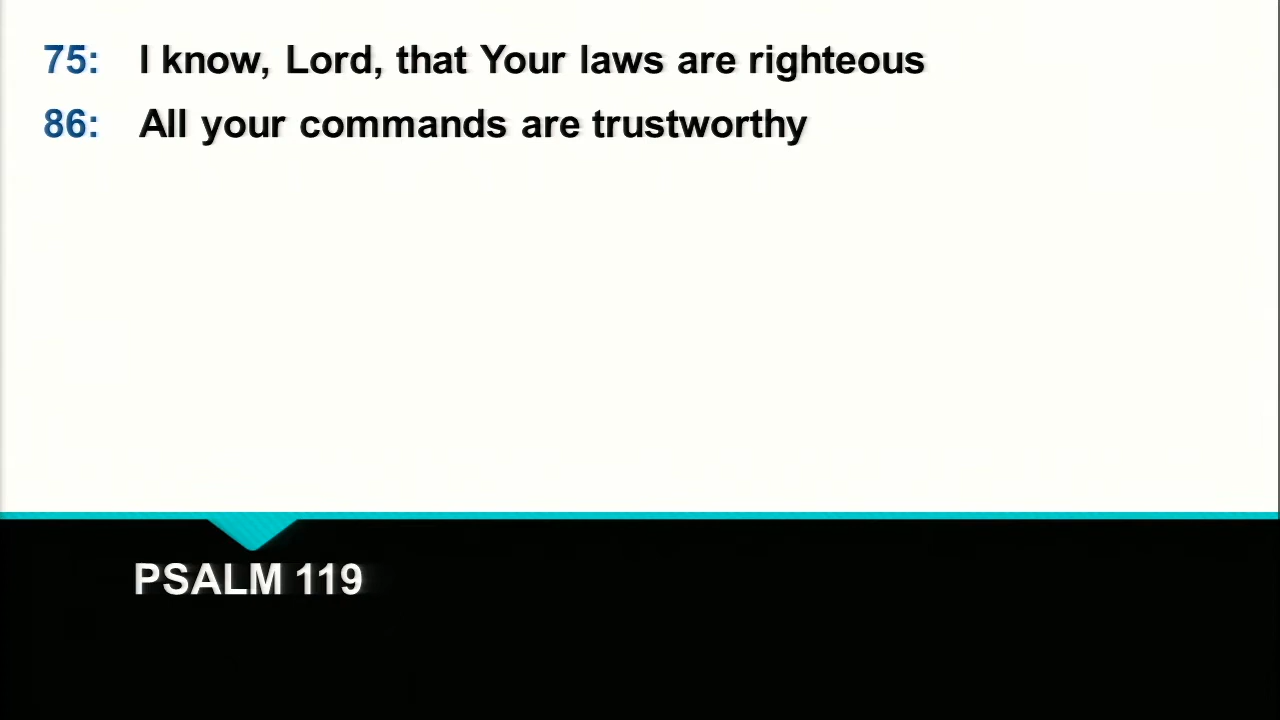 75: I know, Lord, that Your laws are righteous
86: All your commands are trustworthy
PSALM 119